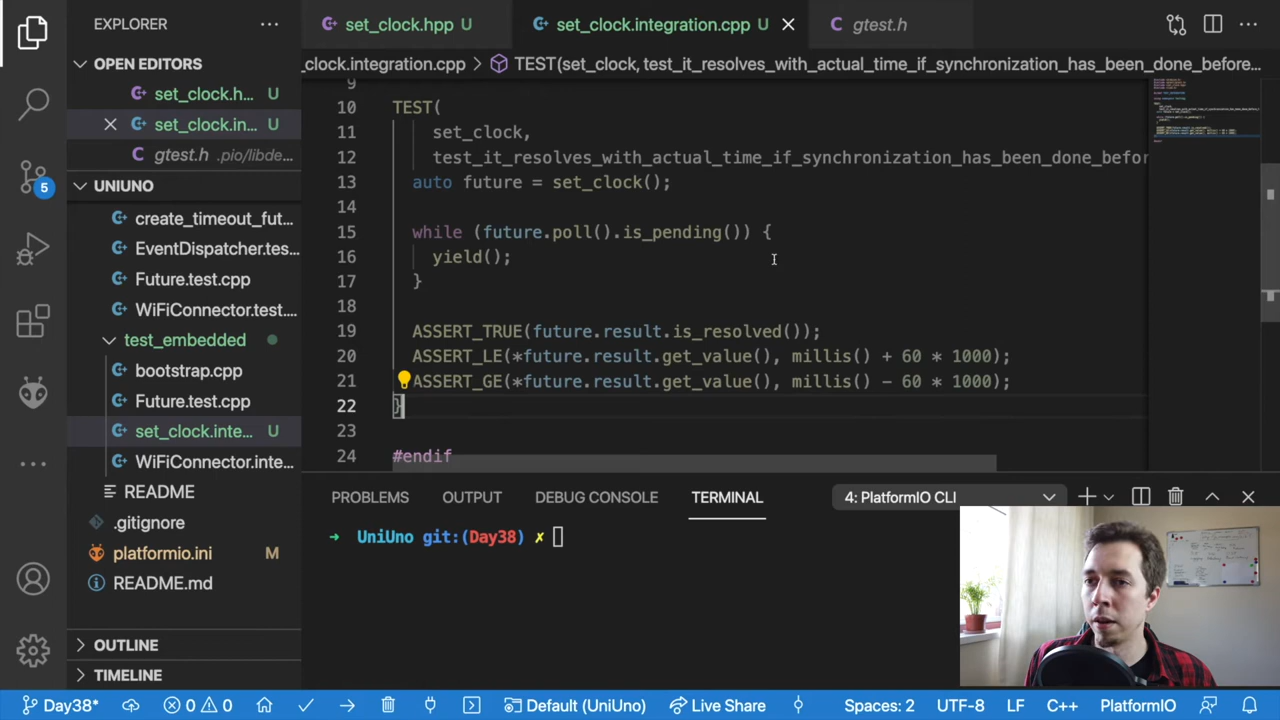 EXPLORER
OPEN EDITORS
set_clock.h... U
set_clock.in... U
gtest.h .pio/libde...
UNIUNO
create_timeout_fut...
EventDispatcher.tes...
Future.test.cpp
WiFiConnector.test...
test_embedded
bootstrap.cpp
Future.test.cpp
set_clock.inte... U
WiFiConnector.inte...
README
.gitignore
platformio.ini M
README.md
OUTLINE
TIMELINE
5
set_clock.hpp U
set_clock.integration.cpp U
gtest.h
_clock.integration.cpp > TEST(set_clock, test_it_resolves_with_actual_time_if_synchronization_has_been_done_before...
9
10 TEST(
11 set_clock,
12 test_it_resolves_with_actual_time_if_synchronization_has_been_done_befor
13 auto future = set_clock();
14
15 while (future.poll().is_pending()) {
16 yield();
17 }
18
19 ASSERT_TRUE(future.result.is_resolved());
20 ASSERT_LE(*future.result.get_value(), millis() + 60 * 1000);
21 ASSERT_GE(*future.result.get_value(), millis() - 60 * 1000);
22 }
23
24 #endif
PROBLEMS OUTPUT DEBUG CONSOLE TERMINAL 4: PlatformIO CLI
→ UniUno git:(Day38) ✗
Day38* 0 0 Default (UniUno) Live Share Spaces: 2 UTF-8 LF C++ PlatformIO